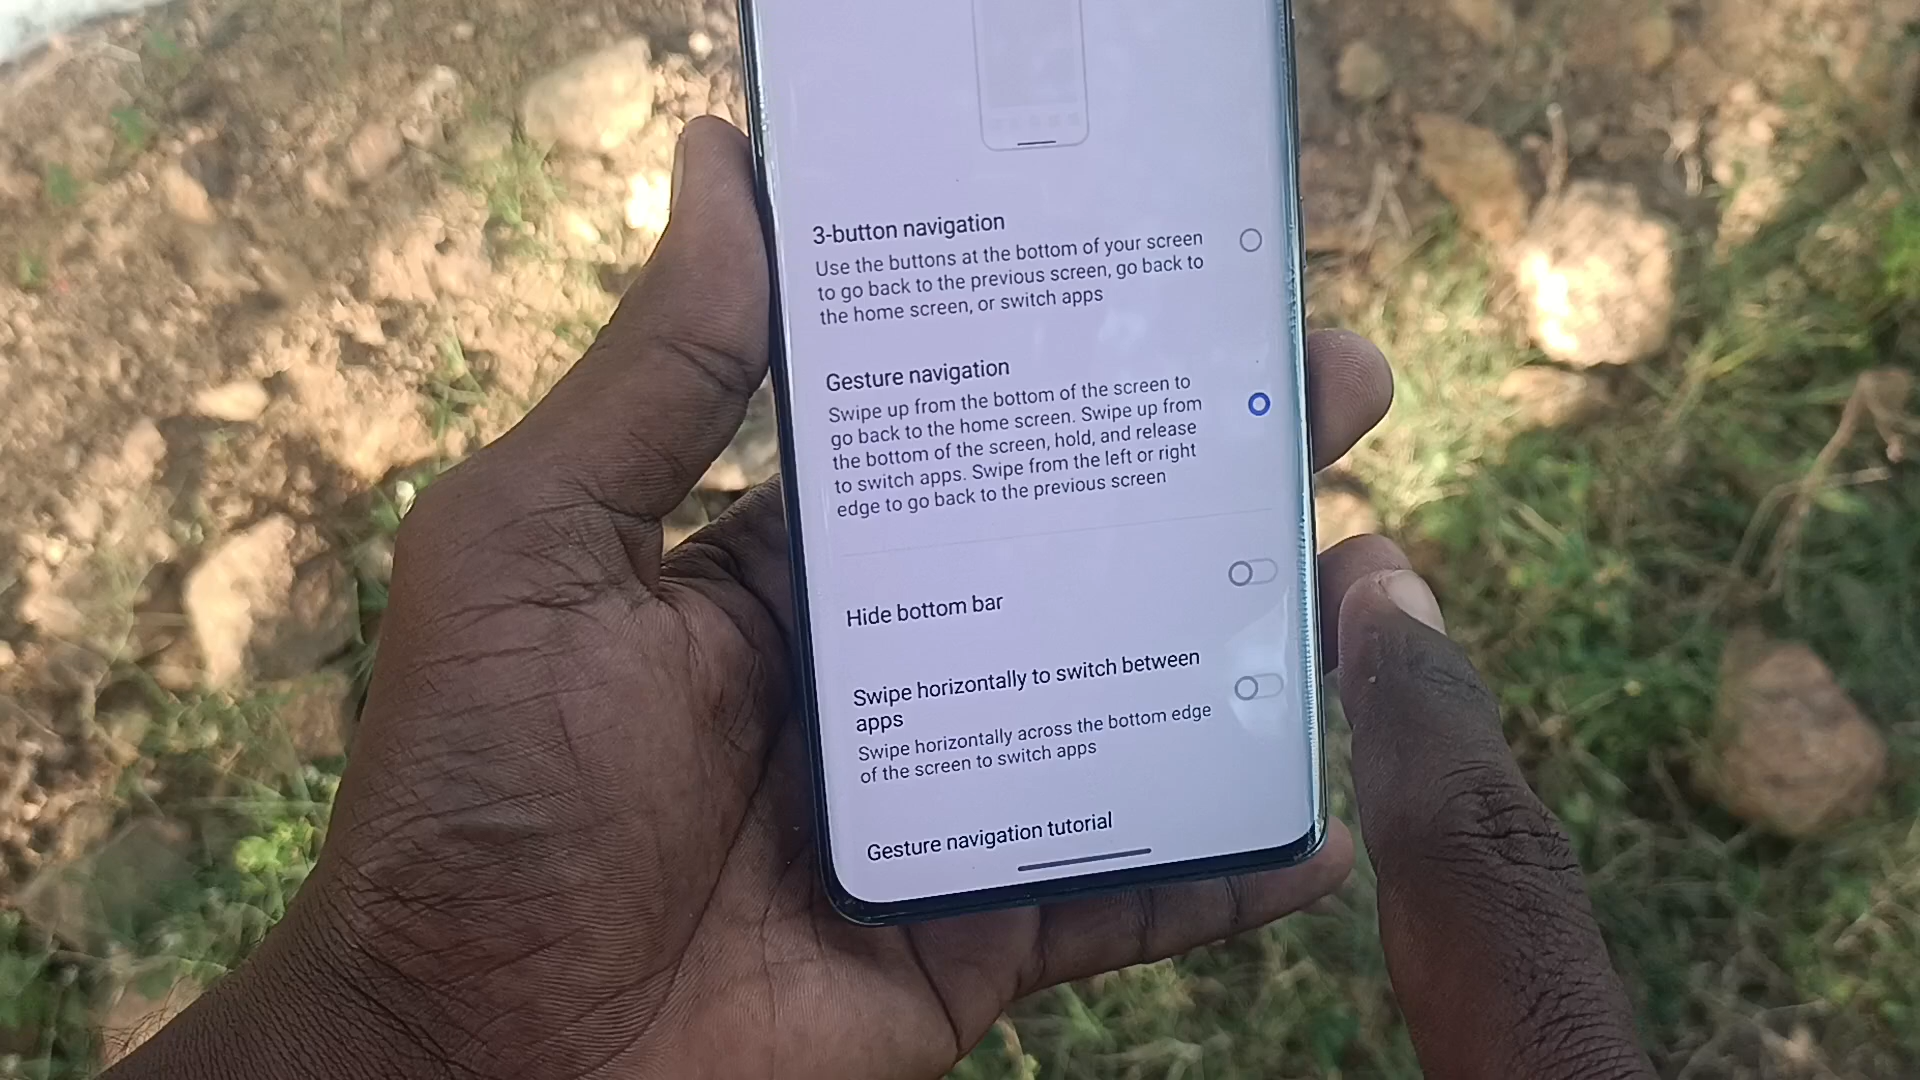 3-button navigation
Use the buttons at the bottom of your screen
to go back to the previous screen, go back to
the home screen, or switch apps
Gesture navigation
Swipe up from the bottom of the screen to
go back to the home screen. Swipe up from
the bottom of the screen, hold, and release
to switch apps. Swipe from the left or right
edge to go back to the previous screen
Hide bottom bar
Swipe horizontally to switch between
apps
Swipe horizontally across the bottom edge
of the screen to switch apps
Gesture navigation tutorial